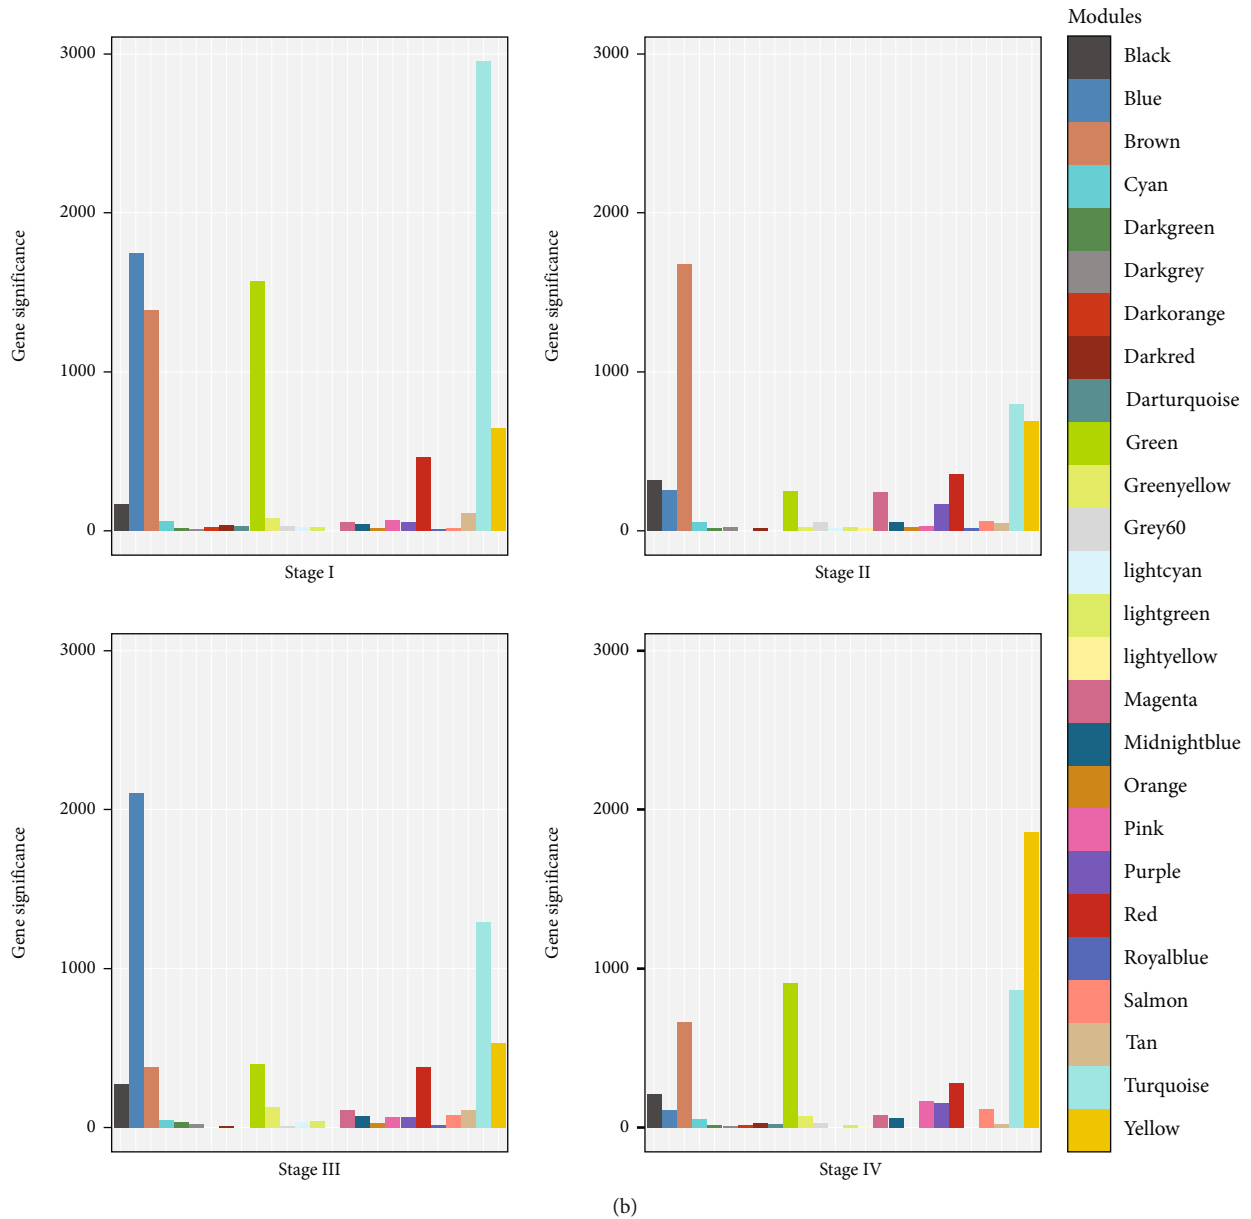 3000
2000
1000
0
Gene significance
Stage I
3000
2000
1000
0
Gene significance
Stage II
3000
2000
1000
0
Gene significance
Stage III
3000
2000
1000
0
Gene significance
Stage IV
Modules
Black
Blue
Brown
Cyan
Darkgreen
Darkgrey
Darkorange
Darkred
Darturquoise
Green
Greenyellow
Grey60
lightcyan
lightgreen
lightyellow
Magenta
Midnightblue
Orange
Pink
Purple
Red
Royalblue
Salmon
Tan
Turquoise
Yellow
(b)